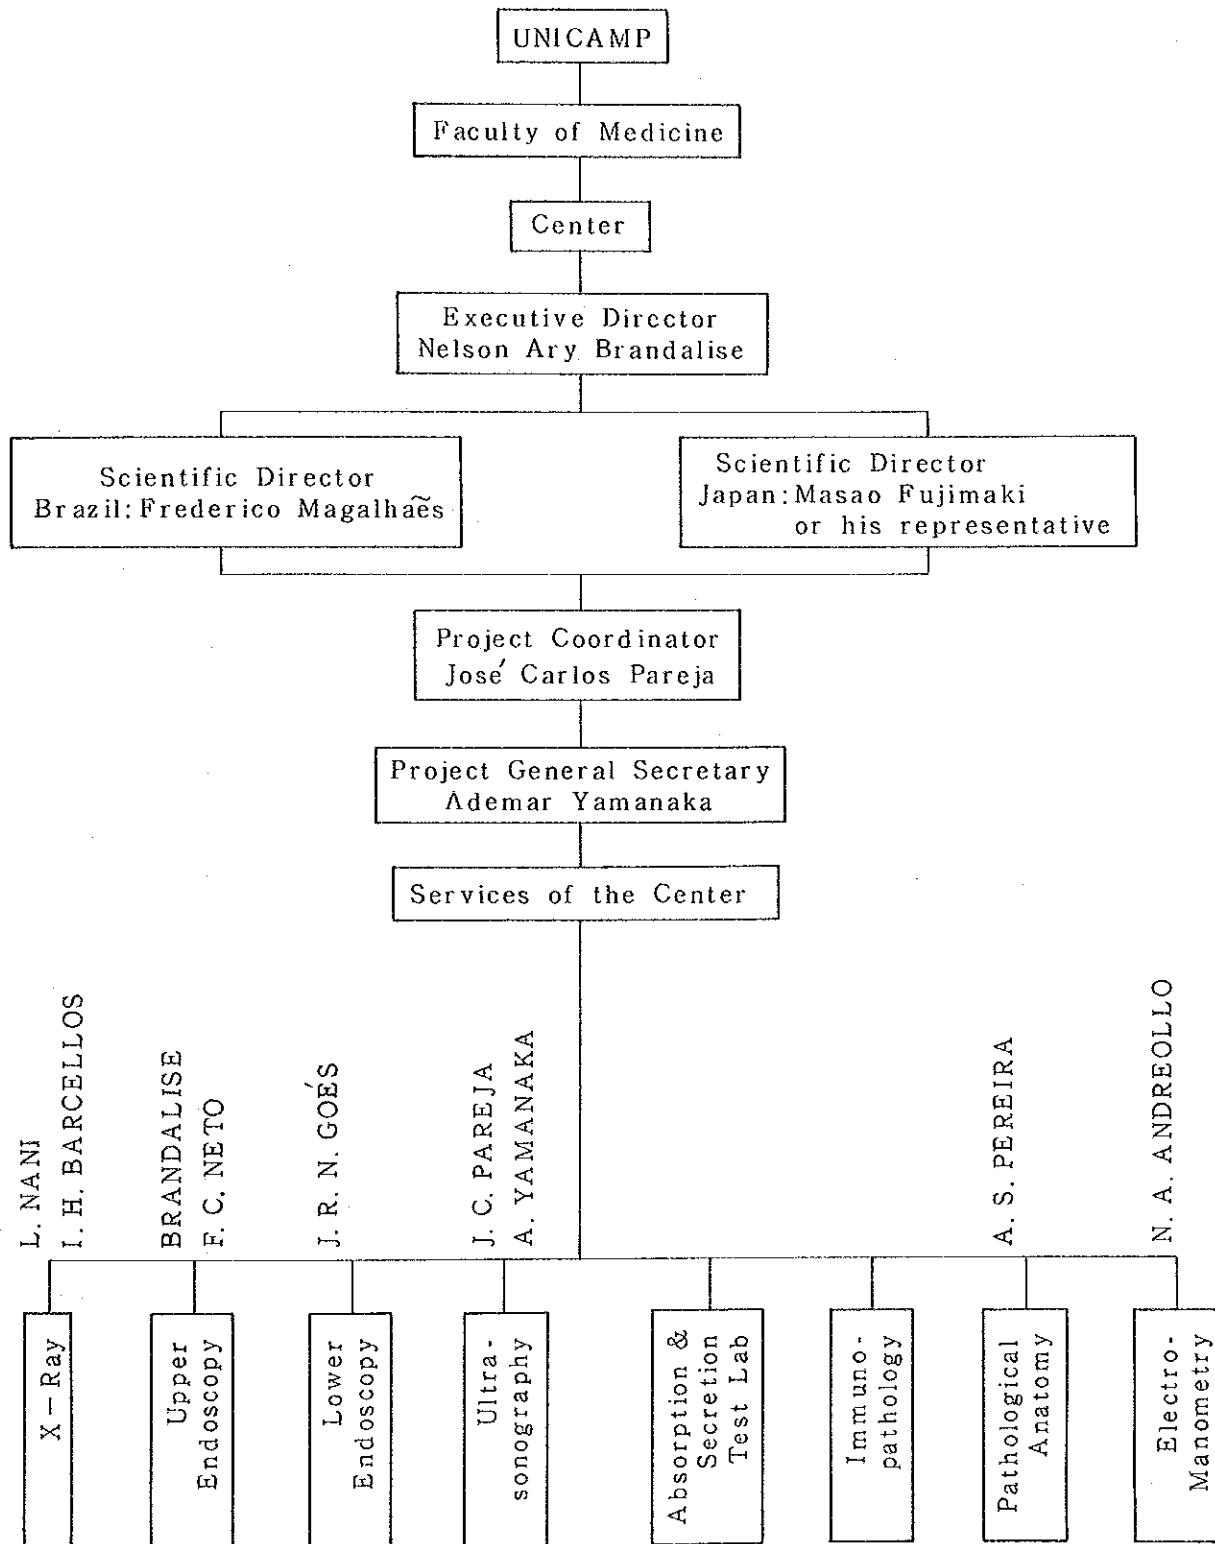 UNICAMP
Faculty of Medicine
Center
Executive Director
Nelson Ary Brandalise
Scientific Director
Brazil: Frederico Magalhães
Scientific Director
Japan: Masao Fujimaki
or his representative
Project Coordinator
José Carlos Pareja
Project General Secretary
Ademar Yamanaka
Services of the Center
L. NANI
I. H. BARCELLOS
BRANDALISE
F. C. NETO
J. R. N. GOÉS
J. C. PAREJA
A. YAMANAKA
A. S. PEREIRA
N. A. ANDREOLLO
X-Ray
Upper
Endoscopy
Lower
Endoscopy
Ultra-
sonography
Absorption &
Secretion
Test Lab
Immuno-
pathology
Pathological
Anatomy
Electro-
Manometry